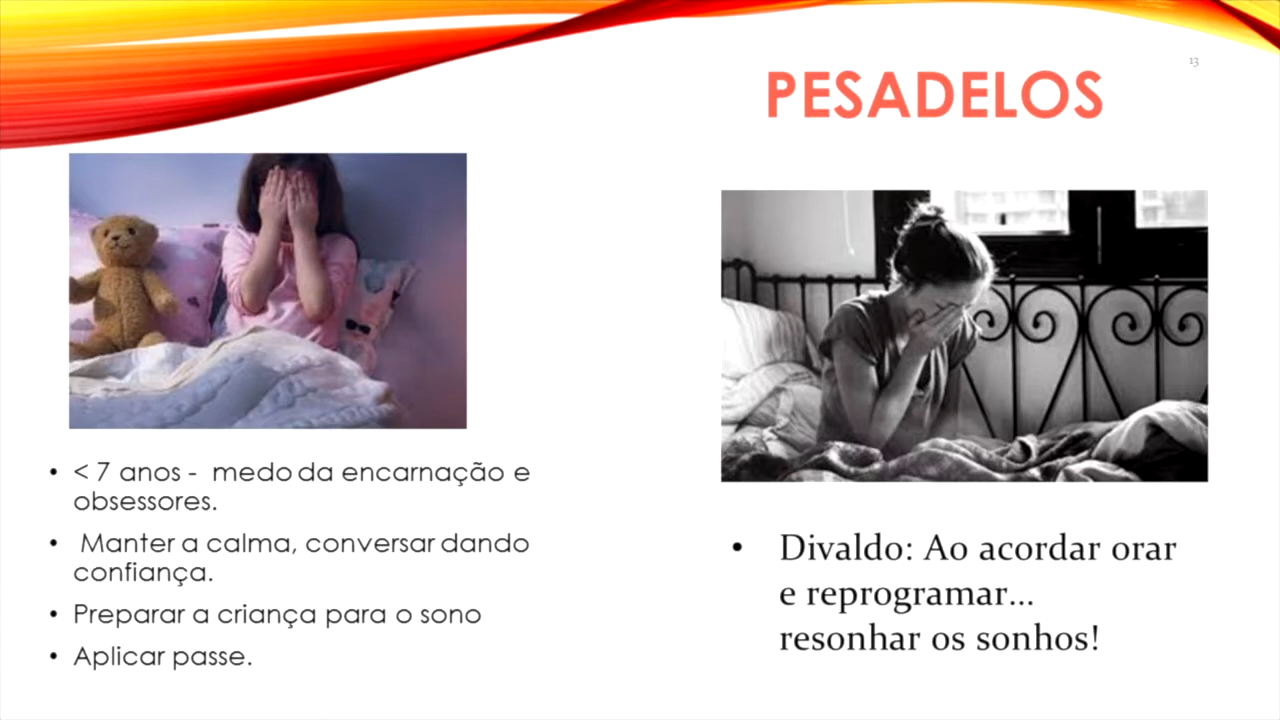 13
PESADELOS
• < 7 anos - medo da encarnação e
obsessores.
• Manter a calma, conversar dando
confiança.
• Preparar a criança para o sono
• Aplicar passe.
• Divaldo: Ao acordar orar
e reprogramar...
resonhar os sonhos!